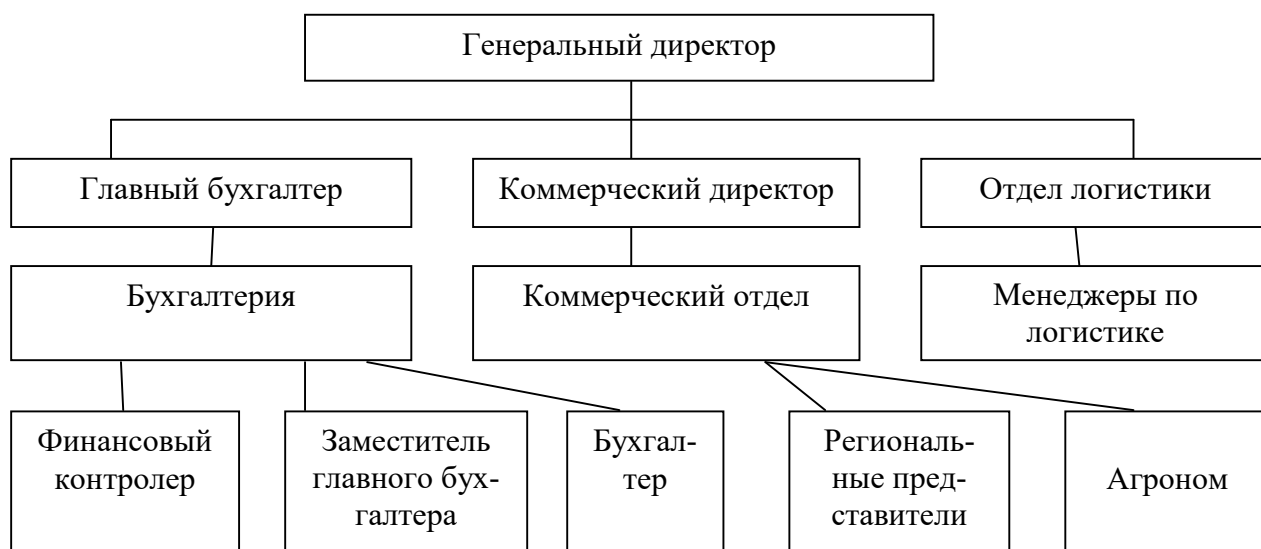 Генеральный директор
Главный бухгалтер
Коммерческий директор
Отдел логистики
Бухгалтерия
Коммерческий отдел
Менеджеры по
логистике
Финансовый
контролер
Заместитель
главного бух-
галтера
Бухгал-
тер
Региональ-
ные пред-
ставители
Агроном